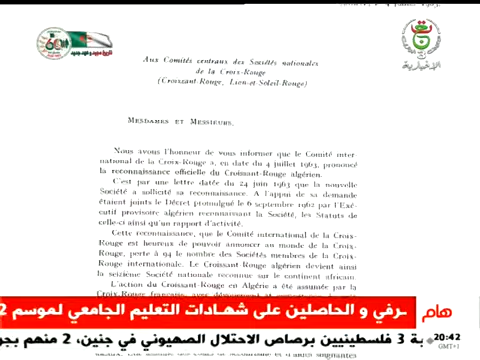 Aux Comités centraux des Sociétés nationales
de la Croix-Rouge
(Croissant-Rouge, Lion-et-Soleil-Rouge)
MESDAMES ET MESSIEURS,
Nous avons l'honneur de vous informer que le Comité inter-
national de la Croix-Rouge a, en date du 4 juillet 1963, prononcé
la reconnaissance officielle du Croissant-Rouge algérien.
C'est par une lettre datée du 24 juin 1963 que la nouvelle
Société a sollicité sa reconnaissance. A l'appui de sa demande
étaient joints le Décret promulgué le 6 septembre 1962 par l'Exé-
cutif provisoire algérien reconnaissant la Société, les Statuts de
celle-ci ainsi qu'un rapport d'activité.
Cette reconnaissance, que le Comité international de la Croix-
Rouge est heureux de pouvoir annoncer au monde de la Croix-
Rouge, porte à 94 le nombre des Sociétés membres de la Croix-
Rouge internationale. Le Croissant-Rouge algérien devient ainsi
la seizième Société nationale reconnue sur le continent africain.
L'action du Croissant-Rouge en Algérie a été assumée par la
هام
ـرفي و الحاصلين على شهادات التعليم الجامعي لموسم 2
20:42
GMT+1
ـة 3 فلسطينيين برصاص الاحتلال الصهيوني في جنين، 2 منهم بجر